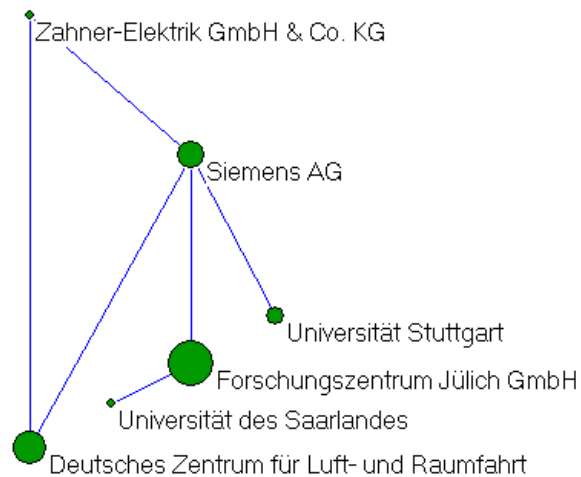 Zahner-Elektrik GmbH & Co. KG
Siemens AG
Universität Stuttgart
Forschungszentrum Jülich GmbH
Universität des Saarlandes
Deutsches Zentrum für Luft- und Raumfahrt